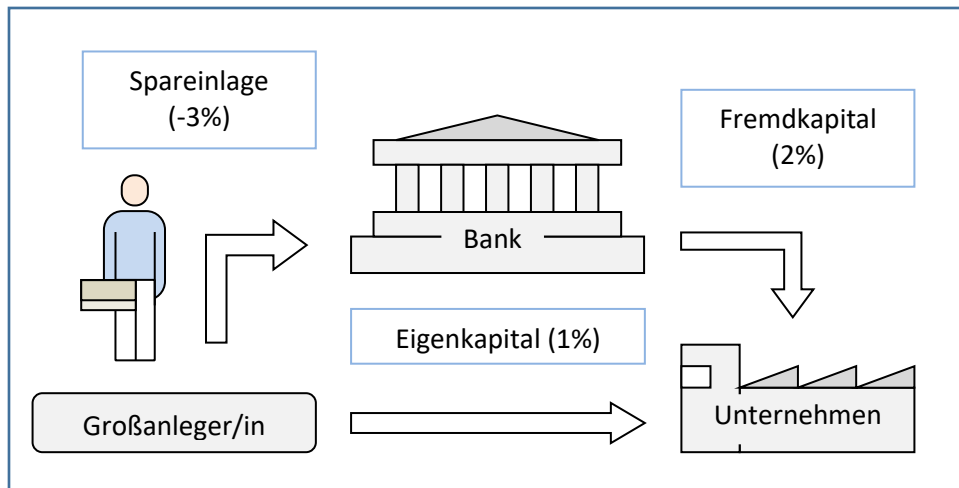 Spareinlage
(-3%)
Fremdkapital
(2%)
Bank
Eigenkapital (1%)
Großanleger/in
Unternehmen